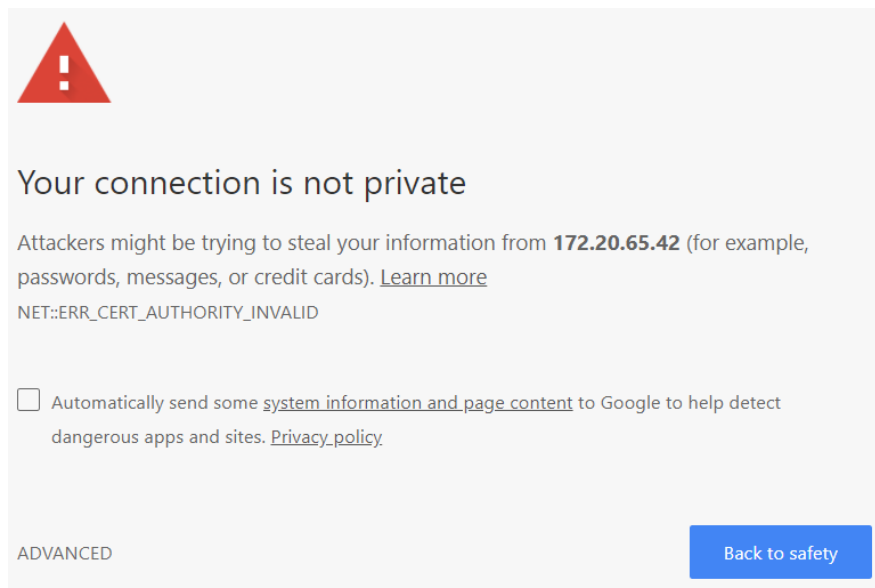 Your connection is not private
Attackers might be trying to steal your information from 172.20.65.42 (for example,
passwords, messages, or credit cards). Learn more
NET::ERR_CERT_AUTHORITY_INVALID
Automatically send some system information and page content to Google to help detect
dangerous apps and sites. Privacy policy
ADVANCED
Back to safety